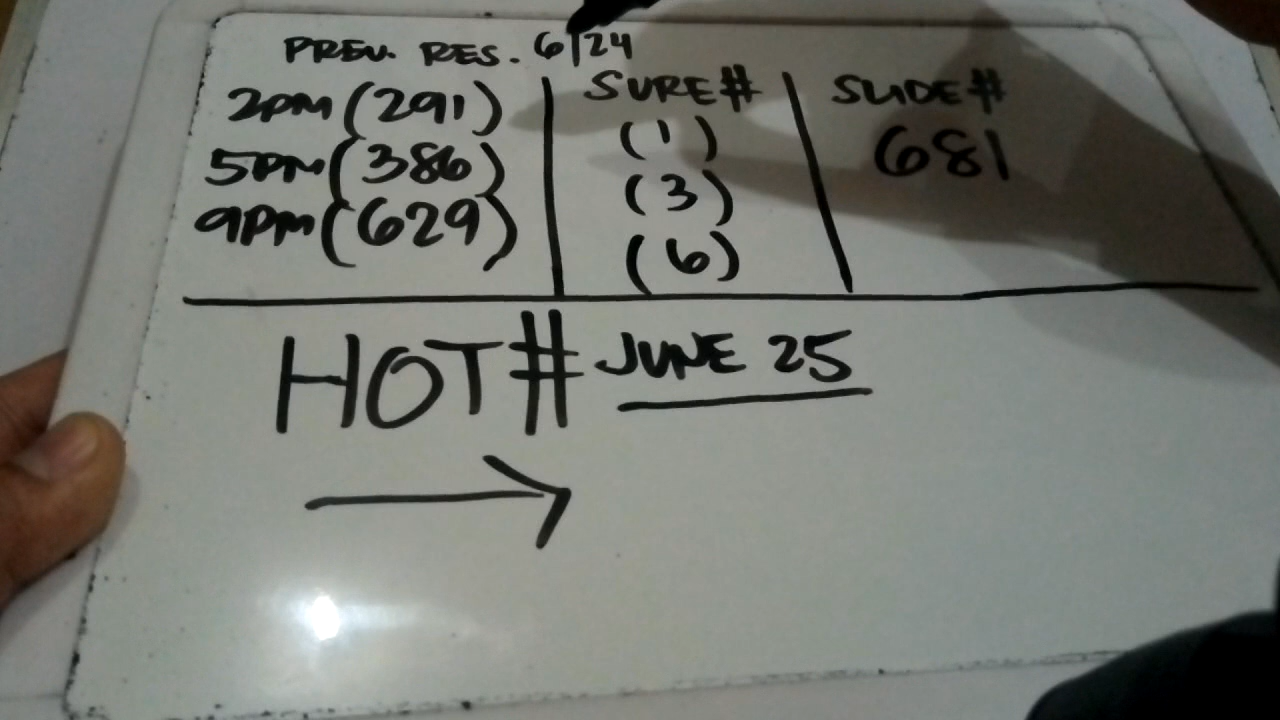 PREV. RES. 6/24
2PM (291)
5PM (386)
9PM (629)
SURE#
(1)
(3)
(6)
SLIDE#
681
HOT# JUNE 25